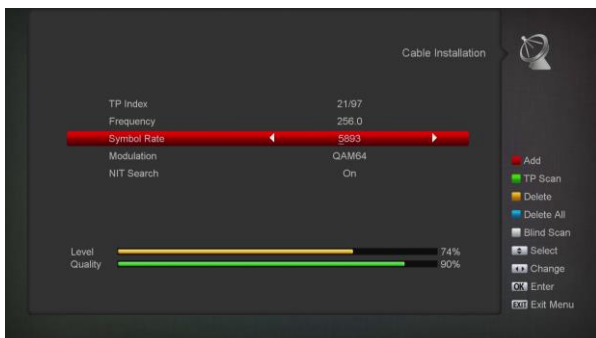 Cable Installation
TP Index 21/97
Frequency 256.0
Symbol Rate 5893
Modulation QAM64
NIT Search On
Level 74%
Quality 90%
Add
TP Scan
Delete
Delete All
Blind Scan
Select
Change
OK Enter
EXIT Exit Menu